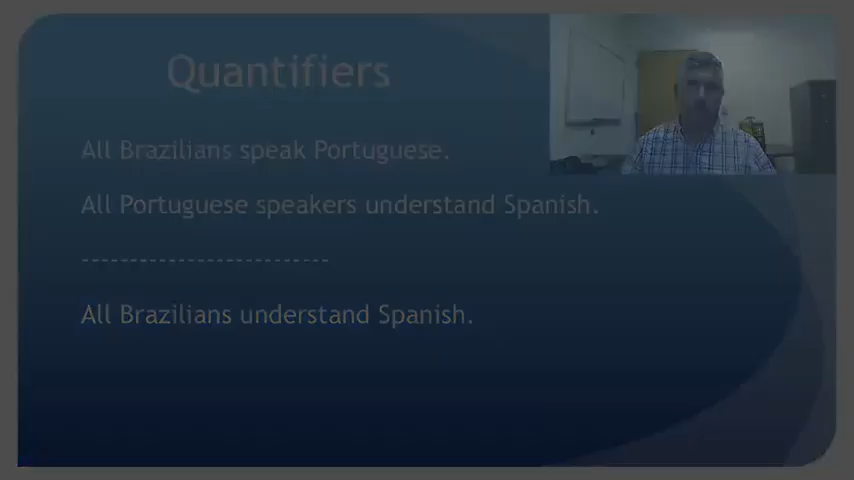 Quantifiers
All Brazilians speak Portuguese.
All Portuguese speakers understand Spanish.
--------------------------
All Brazilians understand Spanish.